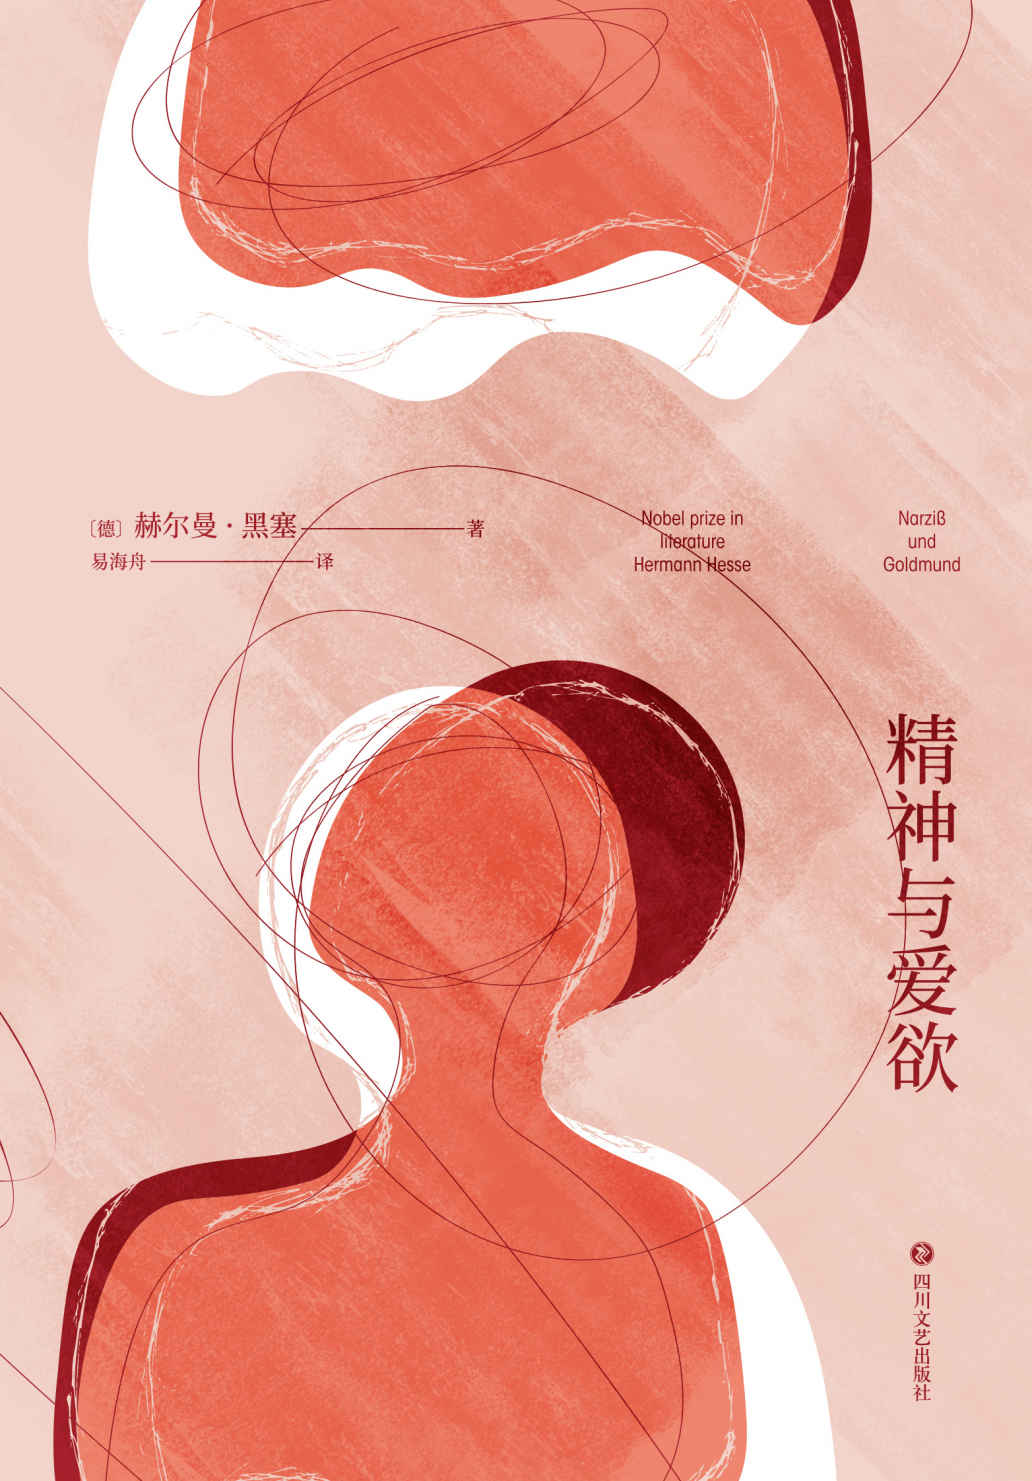 〔德〕赫尔曼·黑塞 著
易海舟 译
Nobel prize in
literature
Hermann Hesse
Narziß
und
Goldmund
精神与爱欲
四川文艺出版社